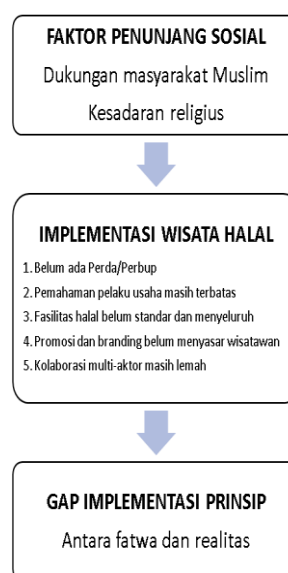 FAKTOR PENUNJANG SOSIAL
Dukungan masyarakat Muslim
Kesadaran religius
IMPLEMENTASI WISATA HALAL
1. Belum ada Perda/Perbup
2. Pemahaman pelaku usaha masih terbatas
3. Fasilitas halal belum standar dan menyeluruh
4. Promosi dan branding belum menyasar wisatawan
5. Kolaborasi multi-aktor masih lemah
GAP IMPLEMENTASI PRINSIP
Antara fatwa dan realitas